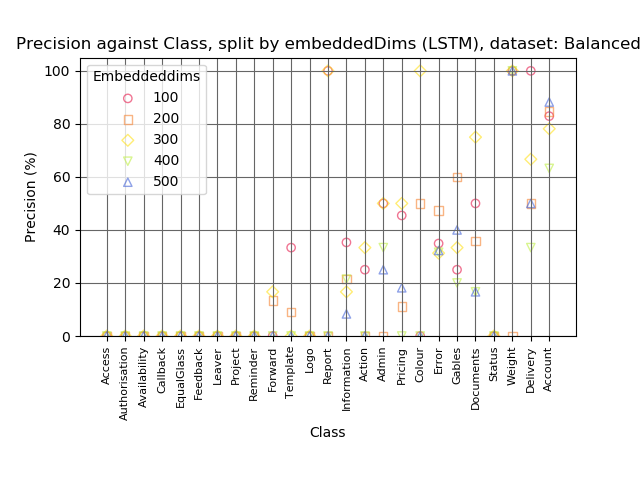 Precision against Class, split by embeddedDims (LSTM), dataset: Balanced
Embeddeddims
100
200
300
400
500
Precision (%)
100
80
60
40
20
0
Access
Authorisation
Availability
Callback
EqualGlass
Feedback
Leaver
Project
Reminder
Forward
Template
Logo
Report
Information
Action
Admin
Pricing
Colour
Error
Gables
Documents
Status
Weight
Delivery
Account
Class